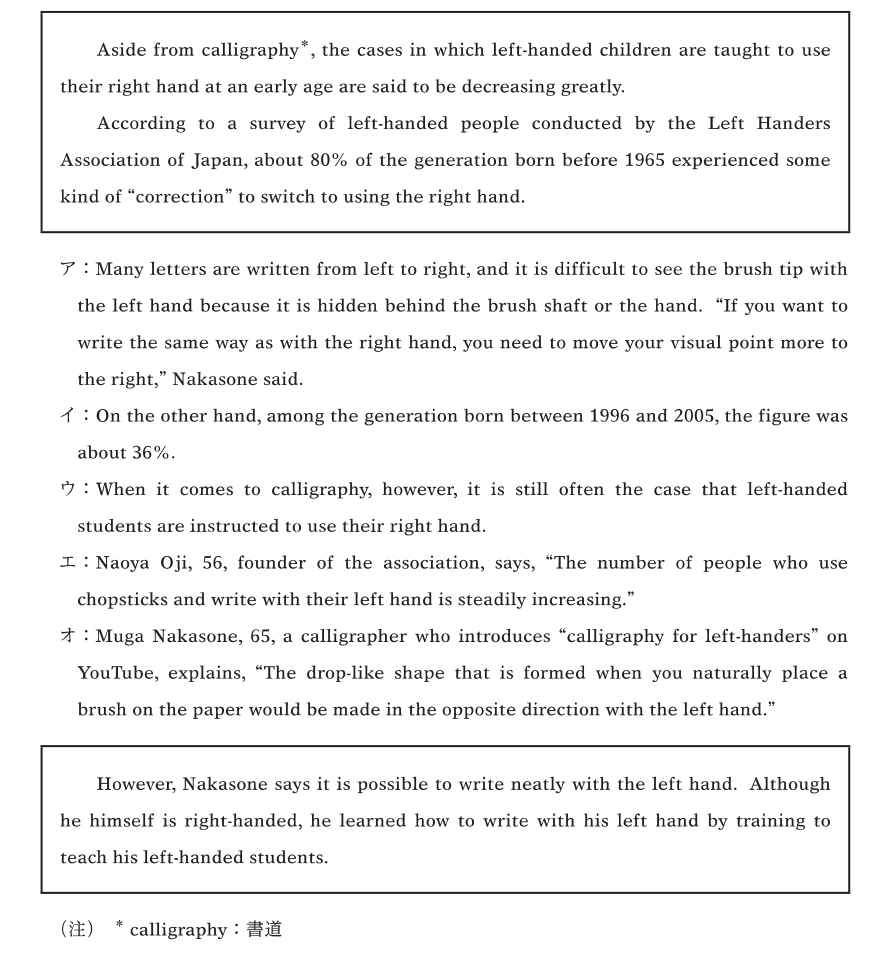 Aside from calligraphy*, the cases in which left-handed children are taught to use
their right hand at an early age are said to be decreasing greatly.
According to a survey of left-handed people conducted by the Left Handers
Association of Japan, about 80% of the generation born before 1965 experienced some
kind of “correction” to switch to using the right hand.
ア：Many letters are written from left to right, and it is difficult to see the brush tip with
the left hand because it is hidden behind the brush shaft or the hand. “If you want to
write the same way as with the right hand, you need to move your visual point more to
the right,” Nakasone said.
イ：On the other hand, among the generation born between 1996 and 2005, the figure was
about 36%.
ウ：When it comes to calligraphy, however, it is still often the case that left-handed
students are instructed to use their right hand.
エ：Naoya Oji, 56, founder of the association, says, “The number of people who use
chopsticks and write with their left hand is steadily increasing.”
オ：Muga Nakasone, 65, a calligrapher who introduces “calligraphy for left-handers” on
YouTube, explains, “The drop-like shape that is formed when you naturally place a
brush on the paper would be made in the opposite direction with the left hand.”
However, Nakasone says it is possible to write neatly with the left hand. Although
he himself is right-handed, he learned how to write with his left hand by training to
teach his left-handed students.
（注） * calligraphy：書道